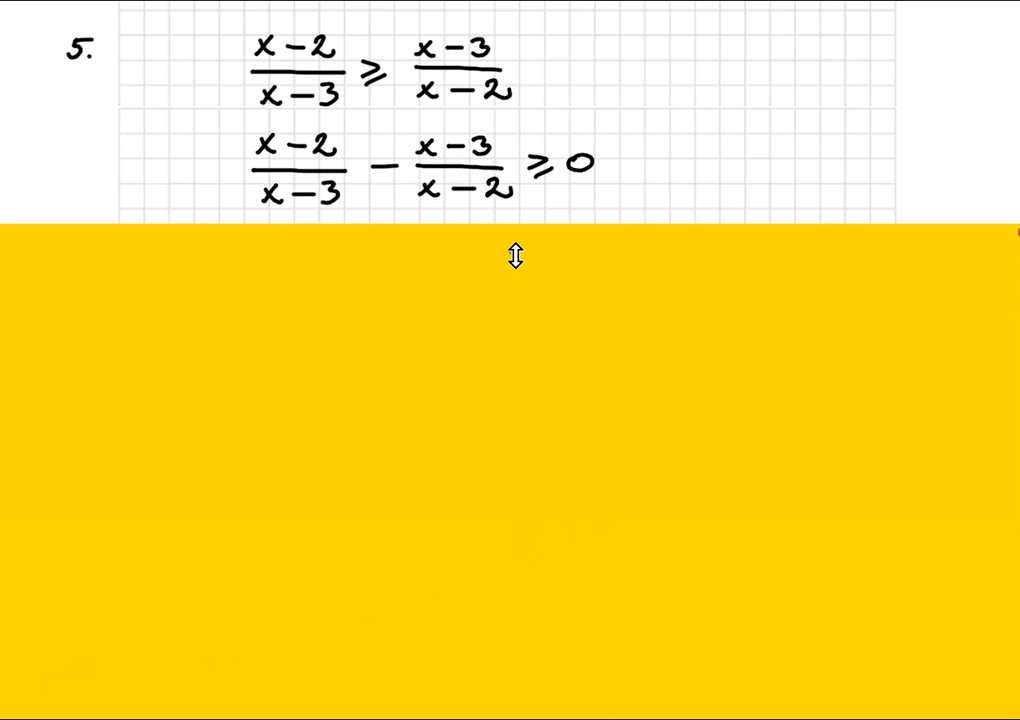 5. (x-2)/(x-3) ⩾ (x-3)/(x-2)
(x-2)/(x-3) - (x-3)/(x-2) ⩾ 0